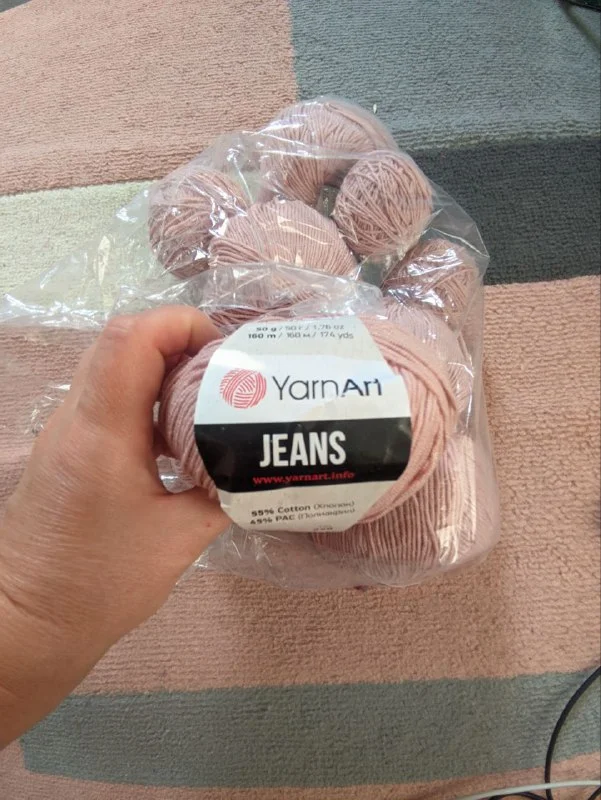 50 g / 50 г / 1,76 oz
160 m / 160 м / 174 yds
YarnArt
JEANS
www.yarnart.info
55% Cotton (Хлопок)
45% PAC (Полиакрил)